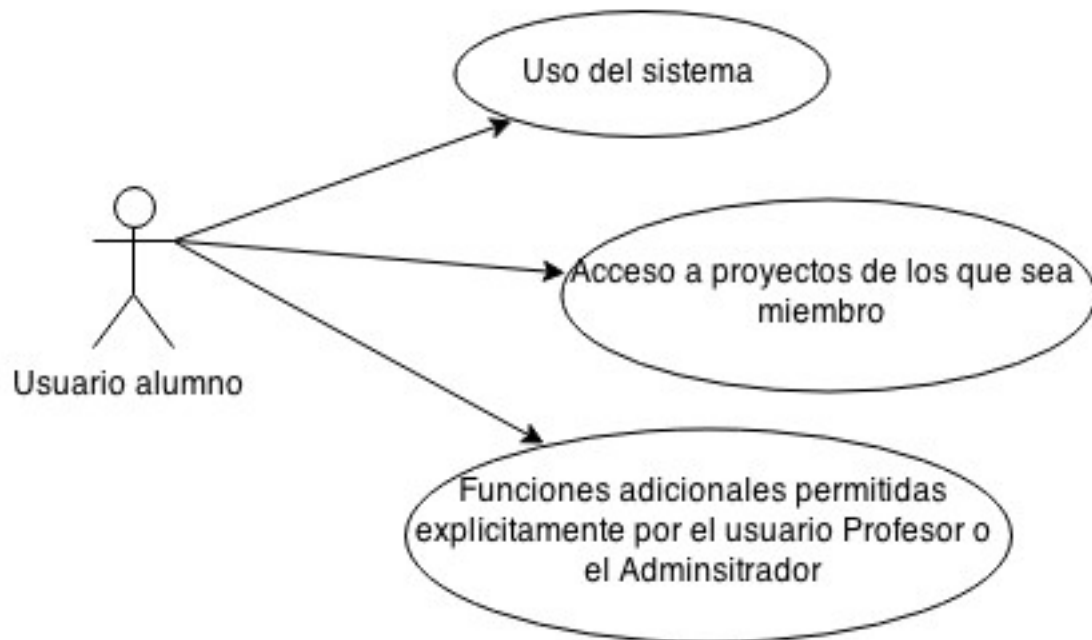 Uso del sistema
Acceso a proyectos de los que sea
miembro
Usuario alumno
Funciones adicionales permitidas
explicitamente por el usuario Profesor o
el Adminsitrador